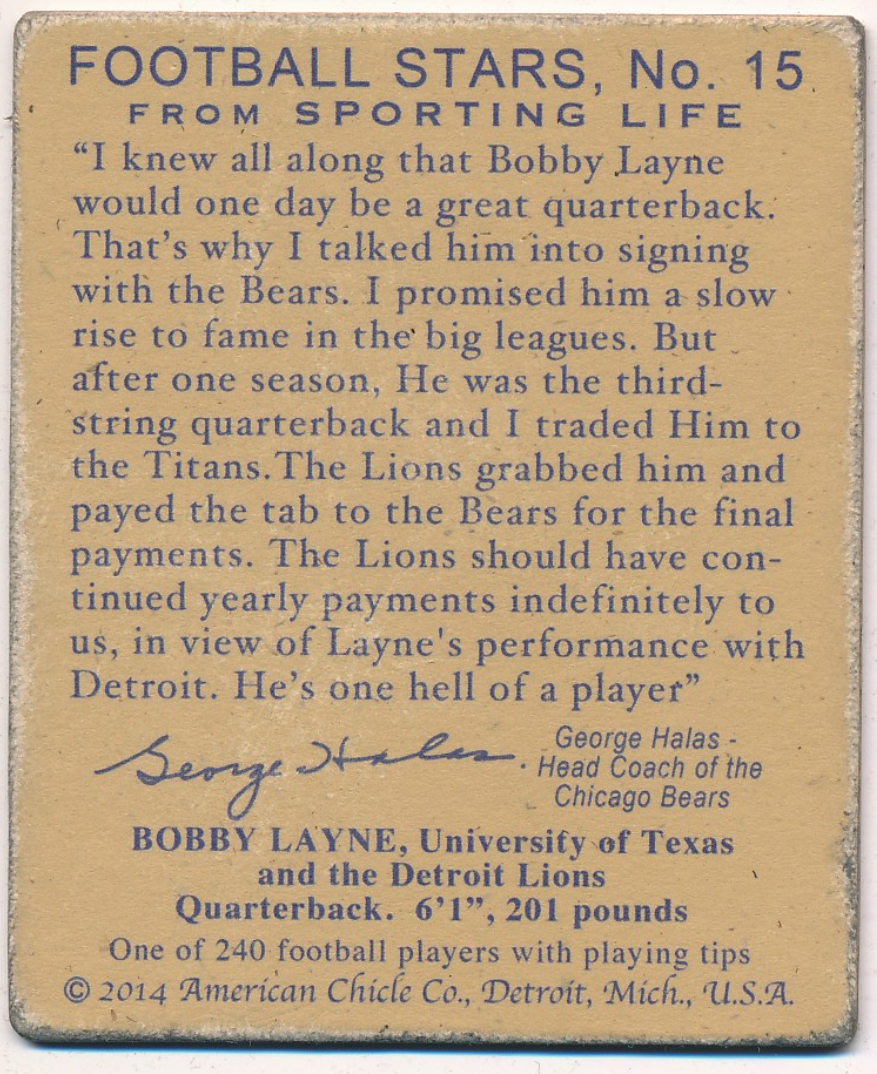 FOOTBALL STARS, No. 15
FROM SPORTING LIFE
“I knew all along that Bobby Layne
would one day be a great quarterback.
That’s why I talked him into signing
with the Bears. I promised him a slow
rise to fame in the big leagues. But
after one season, He was the third-
string quarterback and I traded Him to
the Titans.The Lions grabbed him and
payed the tab to the Bears for the final
payments. The Lions should have con-
tinued yearly payments indefinitely to
us, in view of Layne's performance with
Detroit. He’s one hell of a player”
George Halas
George Halas -
Head Coach of the
Chicago Bears
BOBBY LAYNE, University of Texas
and the Detroit Lions
Quarterback. 6’1”, 201 pounds
One of 240 football players with playing tips
© 2014 American Chicle Co., Detroit, Mich., U.S.A.